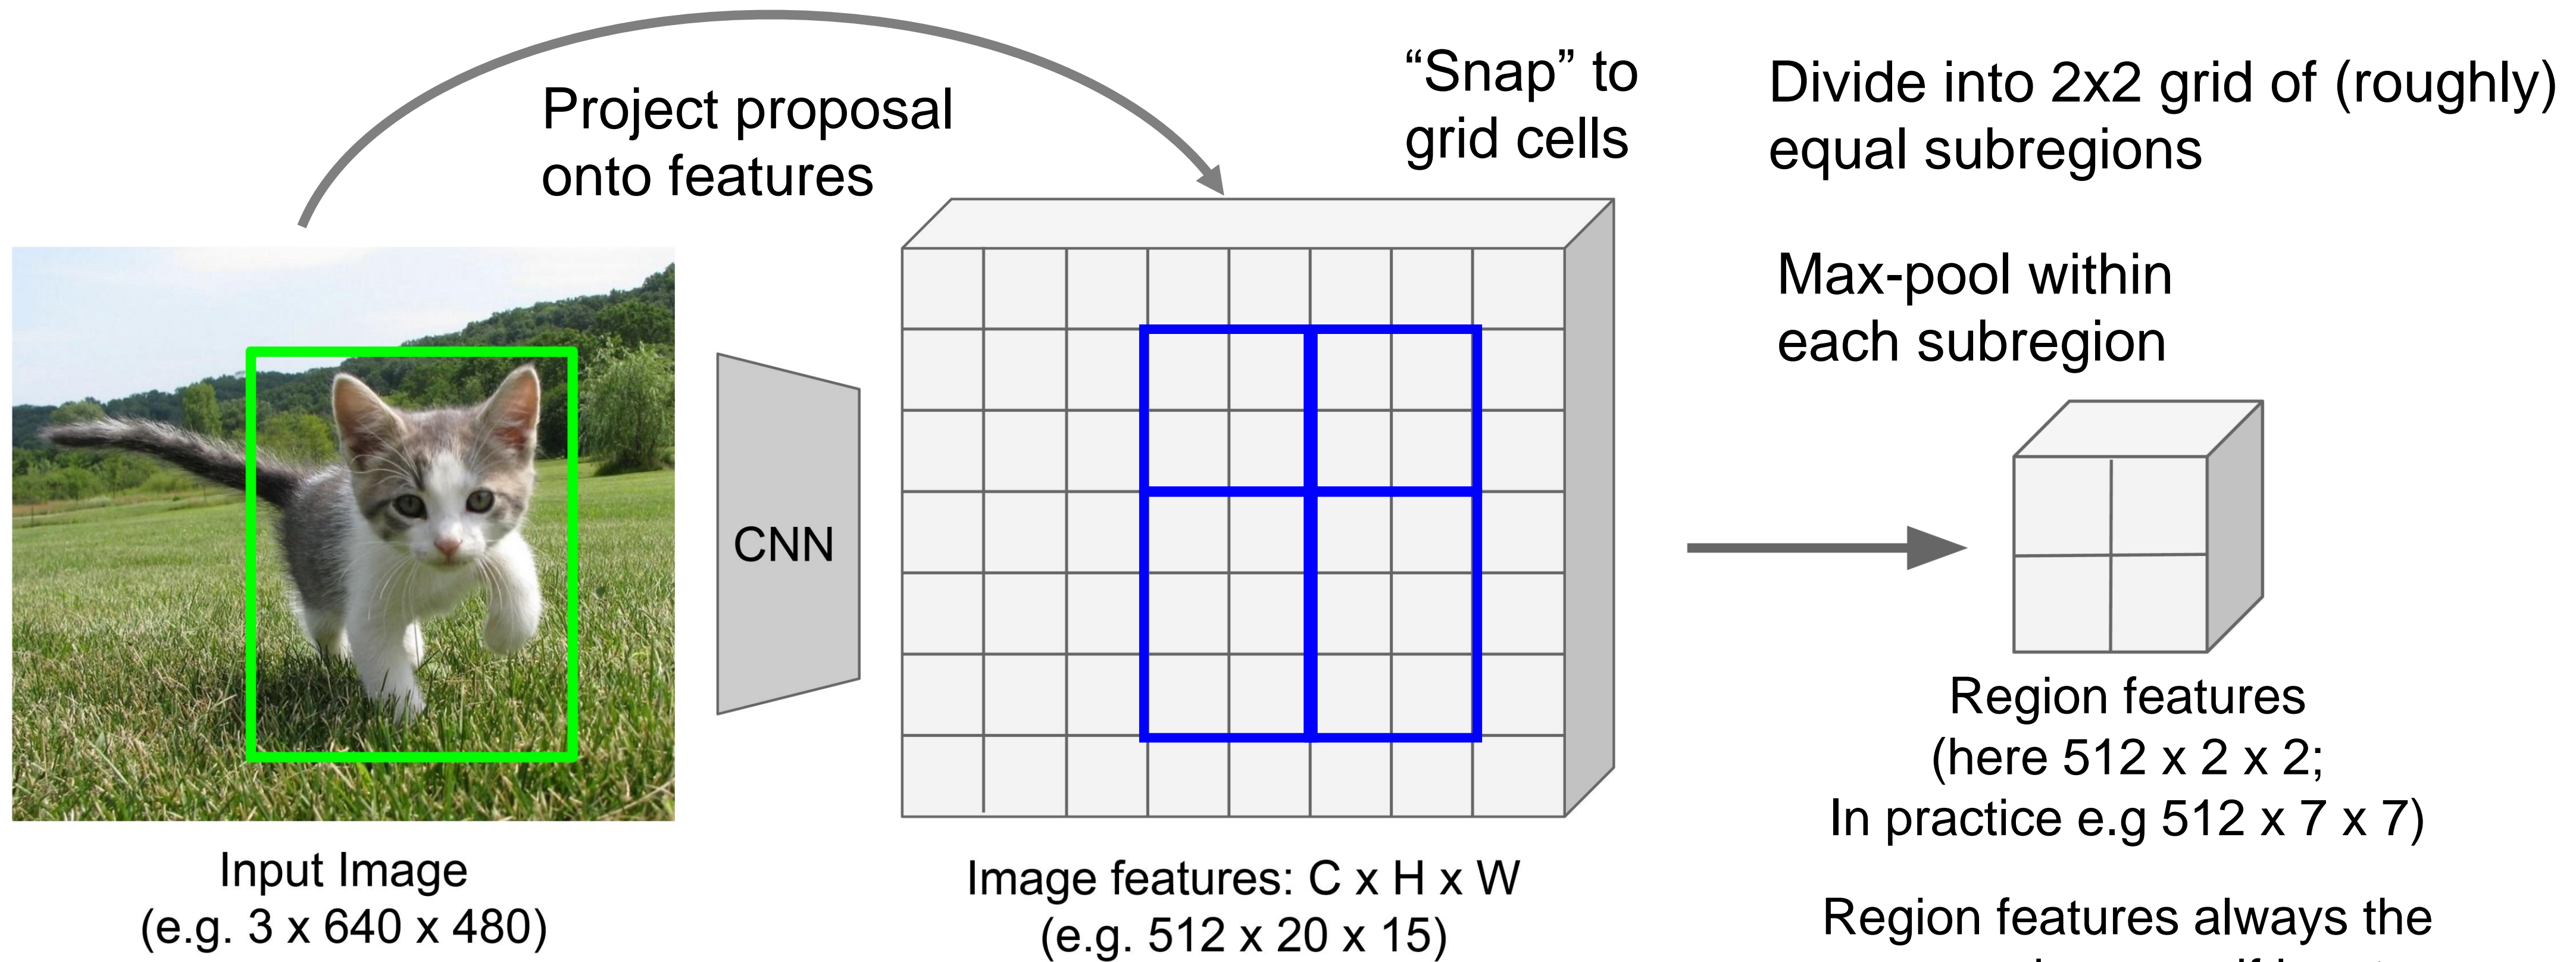 Project proposal
onto features
“Snap” to
grid cells
Divide into 2x2 grid of (roughly)
equal subregions
Max-pool within
each subregion
CNN
Input Image
(e.g. 3 x 640 x 480)
Image features: C x H x W
(e.g. 512 x 20 x 15)
Region features
(here 512 x 2 x 2;
In practice e.g 512 x 7 x 7)
Region features always the